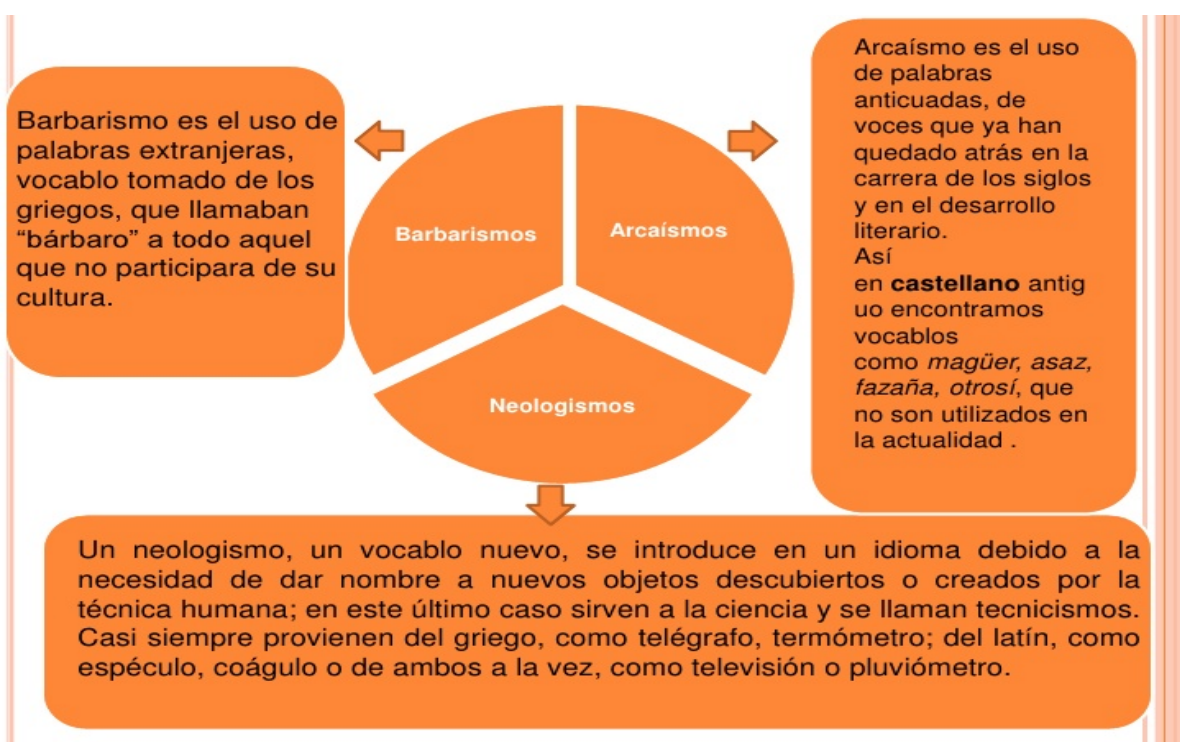 Barbarismo es el uso de
palabras extranjeras,
vocablo tomado de los
griegos, que llamaban
“bárbaro” a todo aquel
que no participara de su
cultura.
Barbarismos
Arcaísmos
Neologismos
Arcaísmo es el uso
de palabras
anticuadas, de
voces que ya han
quedado atrás en la
carrera de los siglos
y en el desarrollo
literario.
Así
en castellano antig
uo encontramos
vocablos
como magüer, asaz,
fazaña, otrosí, que
no son utilizados en
la actualidad .
Un neologismo, un vocablo nuevo, se introduce en un idioma debido a la
necesidad de dar nombre a nuevos objetos descubiertos o creados por la
técnica humana; en este último caso sirven a la ciencia y se llaman tecnicismos.
Casi siempre provienen del griego, como telégrafo, termómetro; del latín, como
espéculo, coágulo o de ambos a la vez, como televisión o pluviómetro.